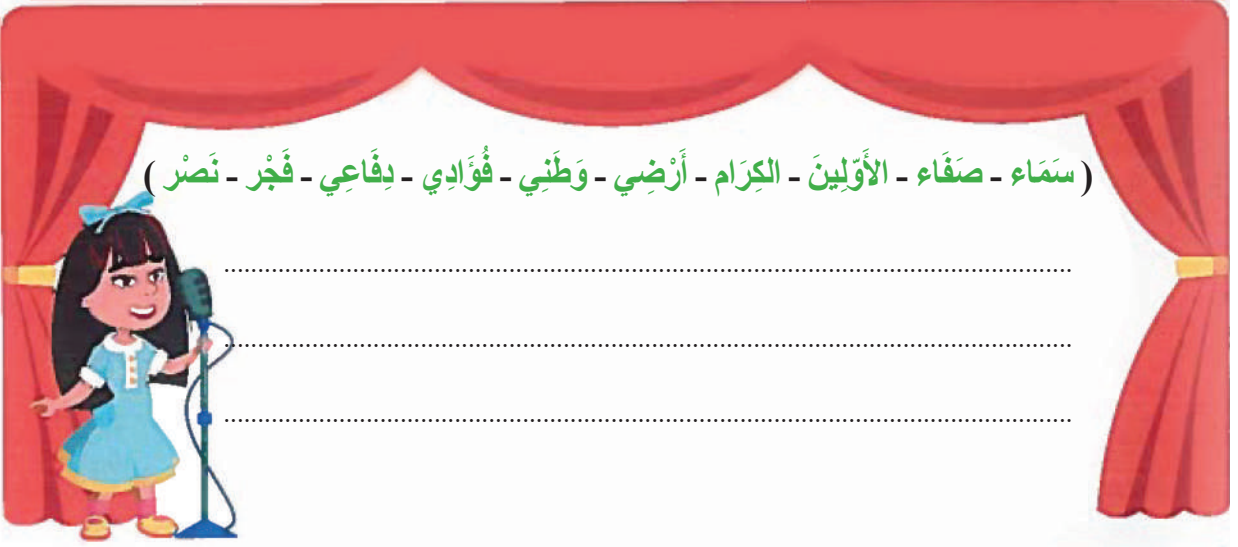 ( سَمَاء - صَفَاء - الأَوّلِينَ - الكِرَام - أَرْضِي - وَطَنِي - فُؤَادِي - دِفَاعِي - فَجْر - نَصْر )